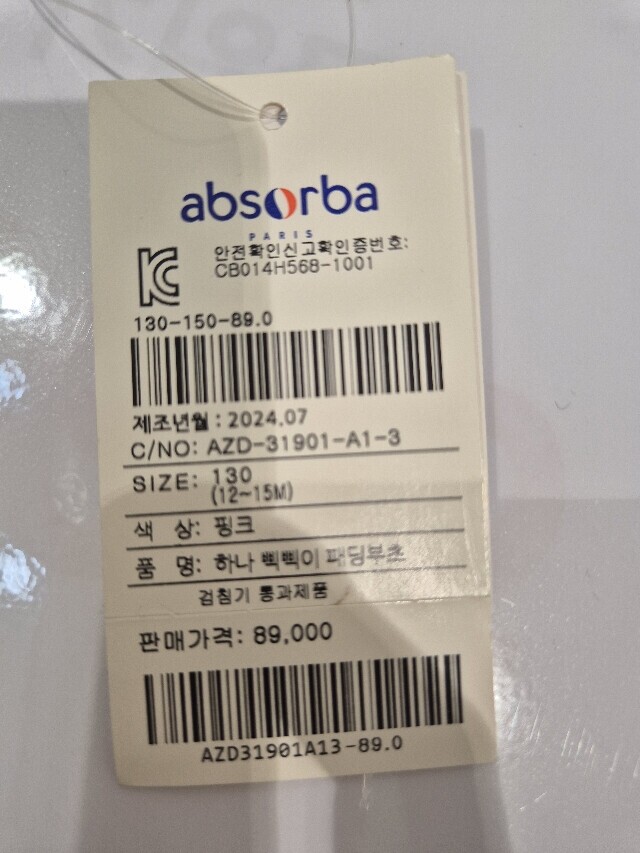 absorba
PARIS
안전확인신고확인증번호:
CB014H568-1001
130-150-89.0
제조년월 : 2024.07
C/NO: AZD-31901-A1-3
SIZE: 130
(12~15M)
색 상: 핑크
품 명: 하나 삑삑이 패딩부츠
검침기 통과제품
판매가격: 89,000
AZD31901A13-89.0